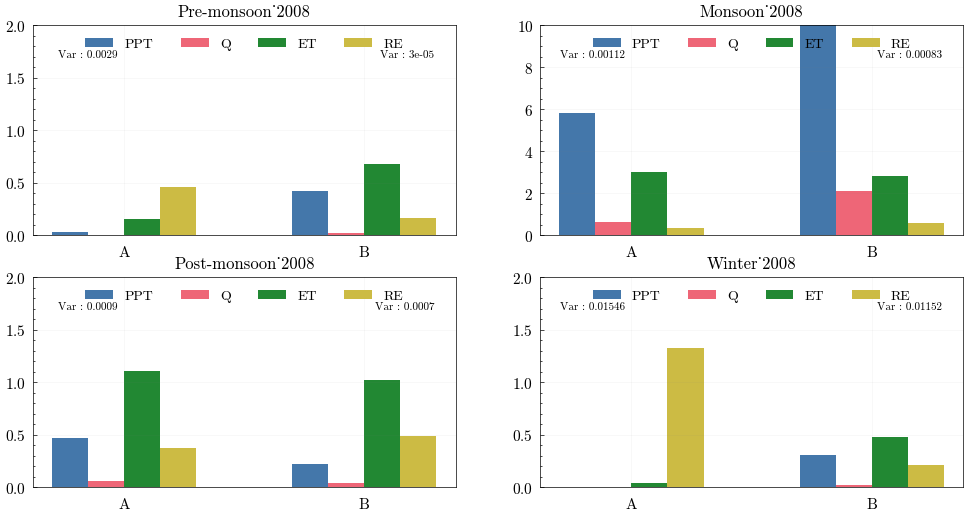 Pre-monsoon˙2008
2.0
1.5
1.0
0.5
0.0
PPT Q ET RE
Var : 0.0029 Var : 3e-05
A B
Monsoon˙2008
10
8
6
4
2
0
PPT Q ET RE
Var : 0.00112 Var : 0.00083
A B
Post-monsoon˙2008
2.0
1.5
1.0
0.5
0.0
PPT Q ET RE
Var : 0.0009 Var : 0.0007
A B
Winter˙2008
2.0
1.5
1.0
0.5
0.0
PPT Q ET RE
Var : 0.01546 Var : 0.01152
A B